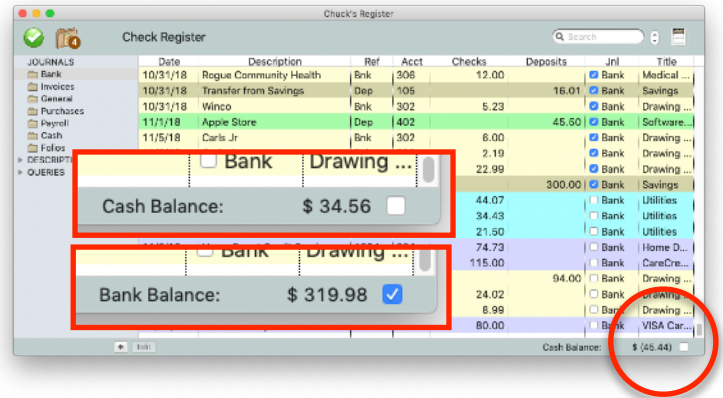 Chuck's Register
4
Check Register
Search
JOURNALS Date Description Ref Acct Checks Deposits Jnl Title
Bank 10/31/18 Rogue Community Health Bnk 306 12.00 Bank Medical ...
Invoices 10/31/18 Transfer from Savings Dep 105 16.01 Bank Savings
General 10/31/18 Winco Bnk 302 5.23 Bank Drawing ...
Purchases 11/1/18 Apple Store Dep 402 45.50 Bank Software...
Payroll
Cash 11/5/18 Carls Jr Bnk 302 6.00 Bank Drawing ...
Folios 2.19 Bank Drawing ...
DESCRIPT 22.99 Bank Drawing ...
QUERIES 300.00 Bank Savings
Bank Drawing ...
Cash Balance: $ 34.56
44.07 Bank Utilities
34.43 Bank Utilities
21.50 Bank Utilities
74.73 Bank Home D...
115.00 Bank CareCre...
Bank Drawing ...
Bank Balance: $ 319.98
94.00 Bank Drawing ...
24.02 Bank Drawing ...
8.99 Bank Drawing ...
80.00 Bank VISA Car...
Edit Cash Balance: $ (45.44)